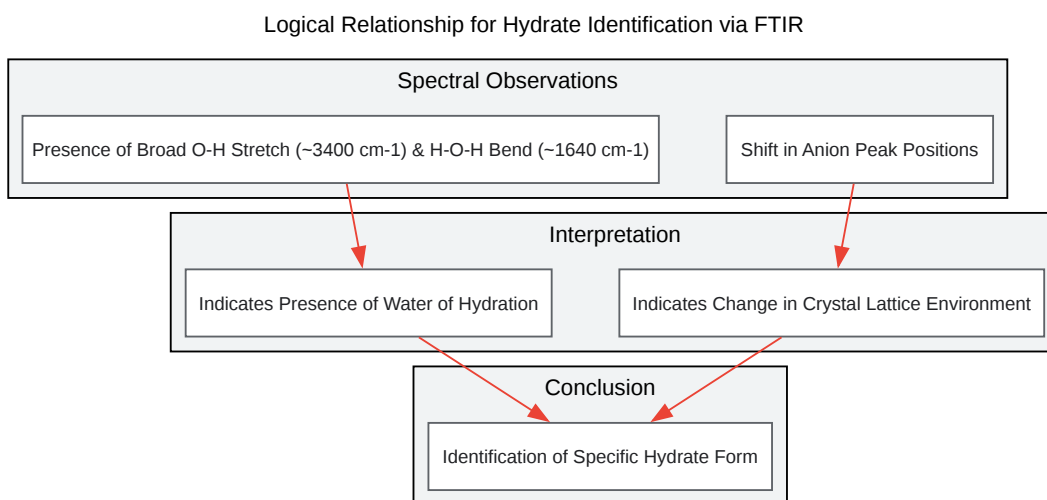 Logical Relationship for Hydrate Identification via FTIR
Spectral Observations
Presence of Broad O-H Stretch (~3400 cm-1) & H-O-H Bend (~1640 cm-1)
Shift in Anion Peak Positions
Interpretation
Indicates Presence of Water of Hydration
Indicates Change in Crystal Lattice Environment
Conclusion
Identification of Specific Hydrate Form